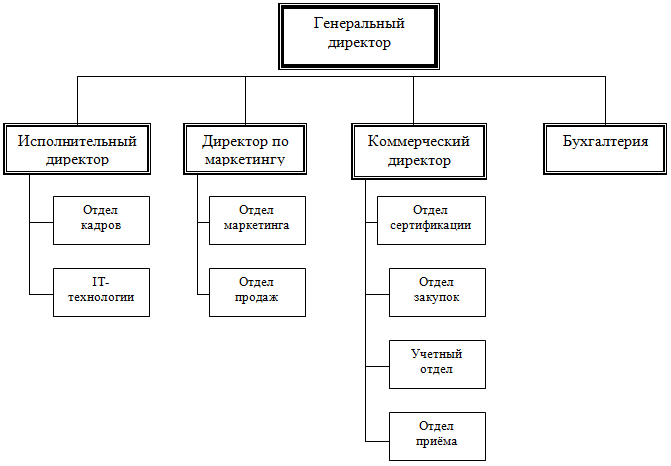 Генеральный
директор
Исполнительный
директор
Директор по
маркетингу
Коммерческий
директор
Бухгалтерия
Отдел
кадров
Отдел
маркетинга
Отдел
сертификации
IT-
технологии
Отдел
продаж
Отдел
закупок
Учетный
отдел
Отдел
приёма